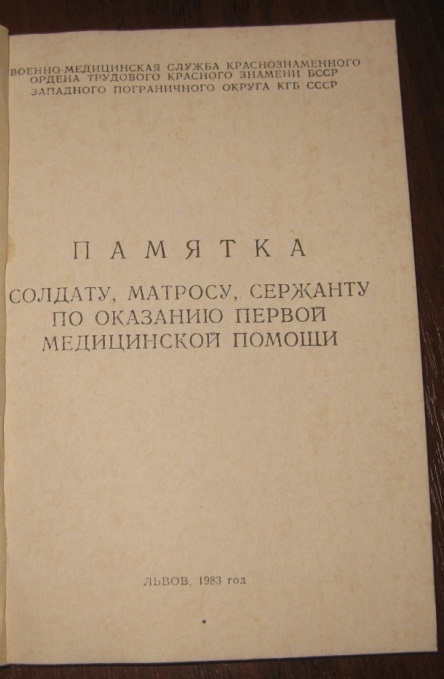 ВОЕННО-МЕДИЦИНСКАЯ СЛУЖБА КРАСНОЗНАМЕННОГО
ОРДЕНА ТРУДОВОГО КРАСНОГО ЗНАМЕНИ БССР
ЗАПАДНОГО ПОГРАНИЧНОГО ОКРУГА КГБ СССР
ПАМЯТКА
СОЛДАТУ, МАТРОСУ, СЕРЖАНТУ
ПО ОКАЗАНИЮ ПЕРВОЙ
МЕДИЦИНСКОЙ ПОМОЩИ
ЛЬВОВ, 1983 год